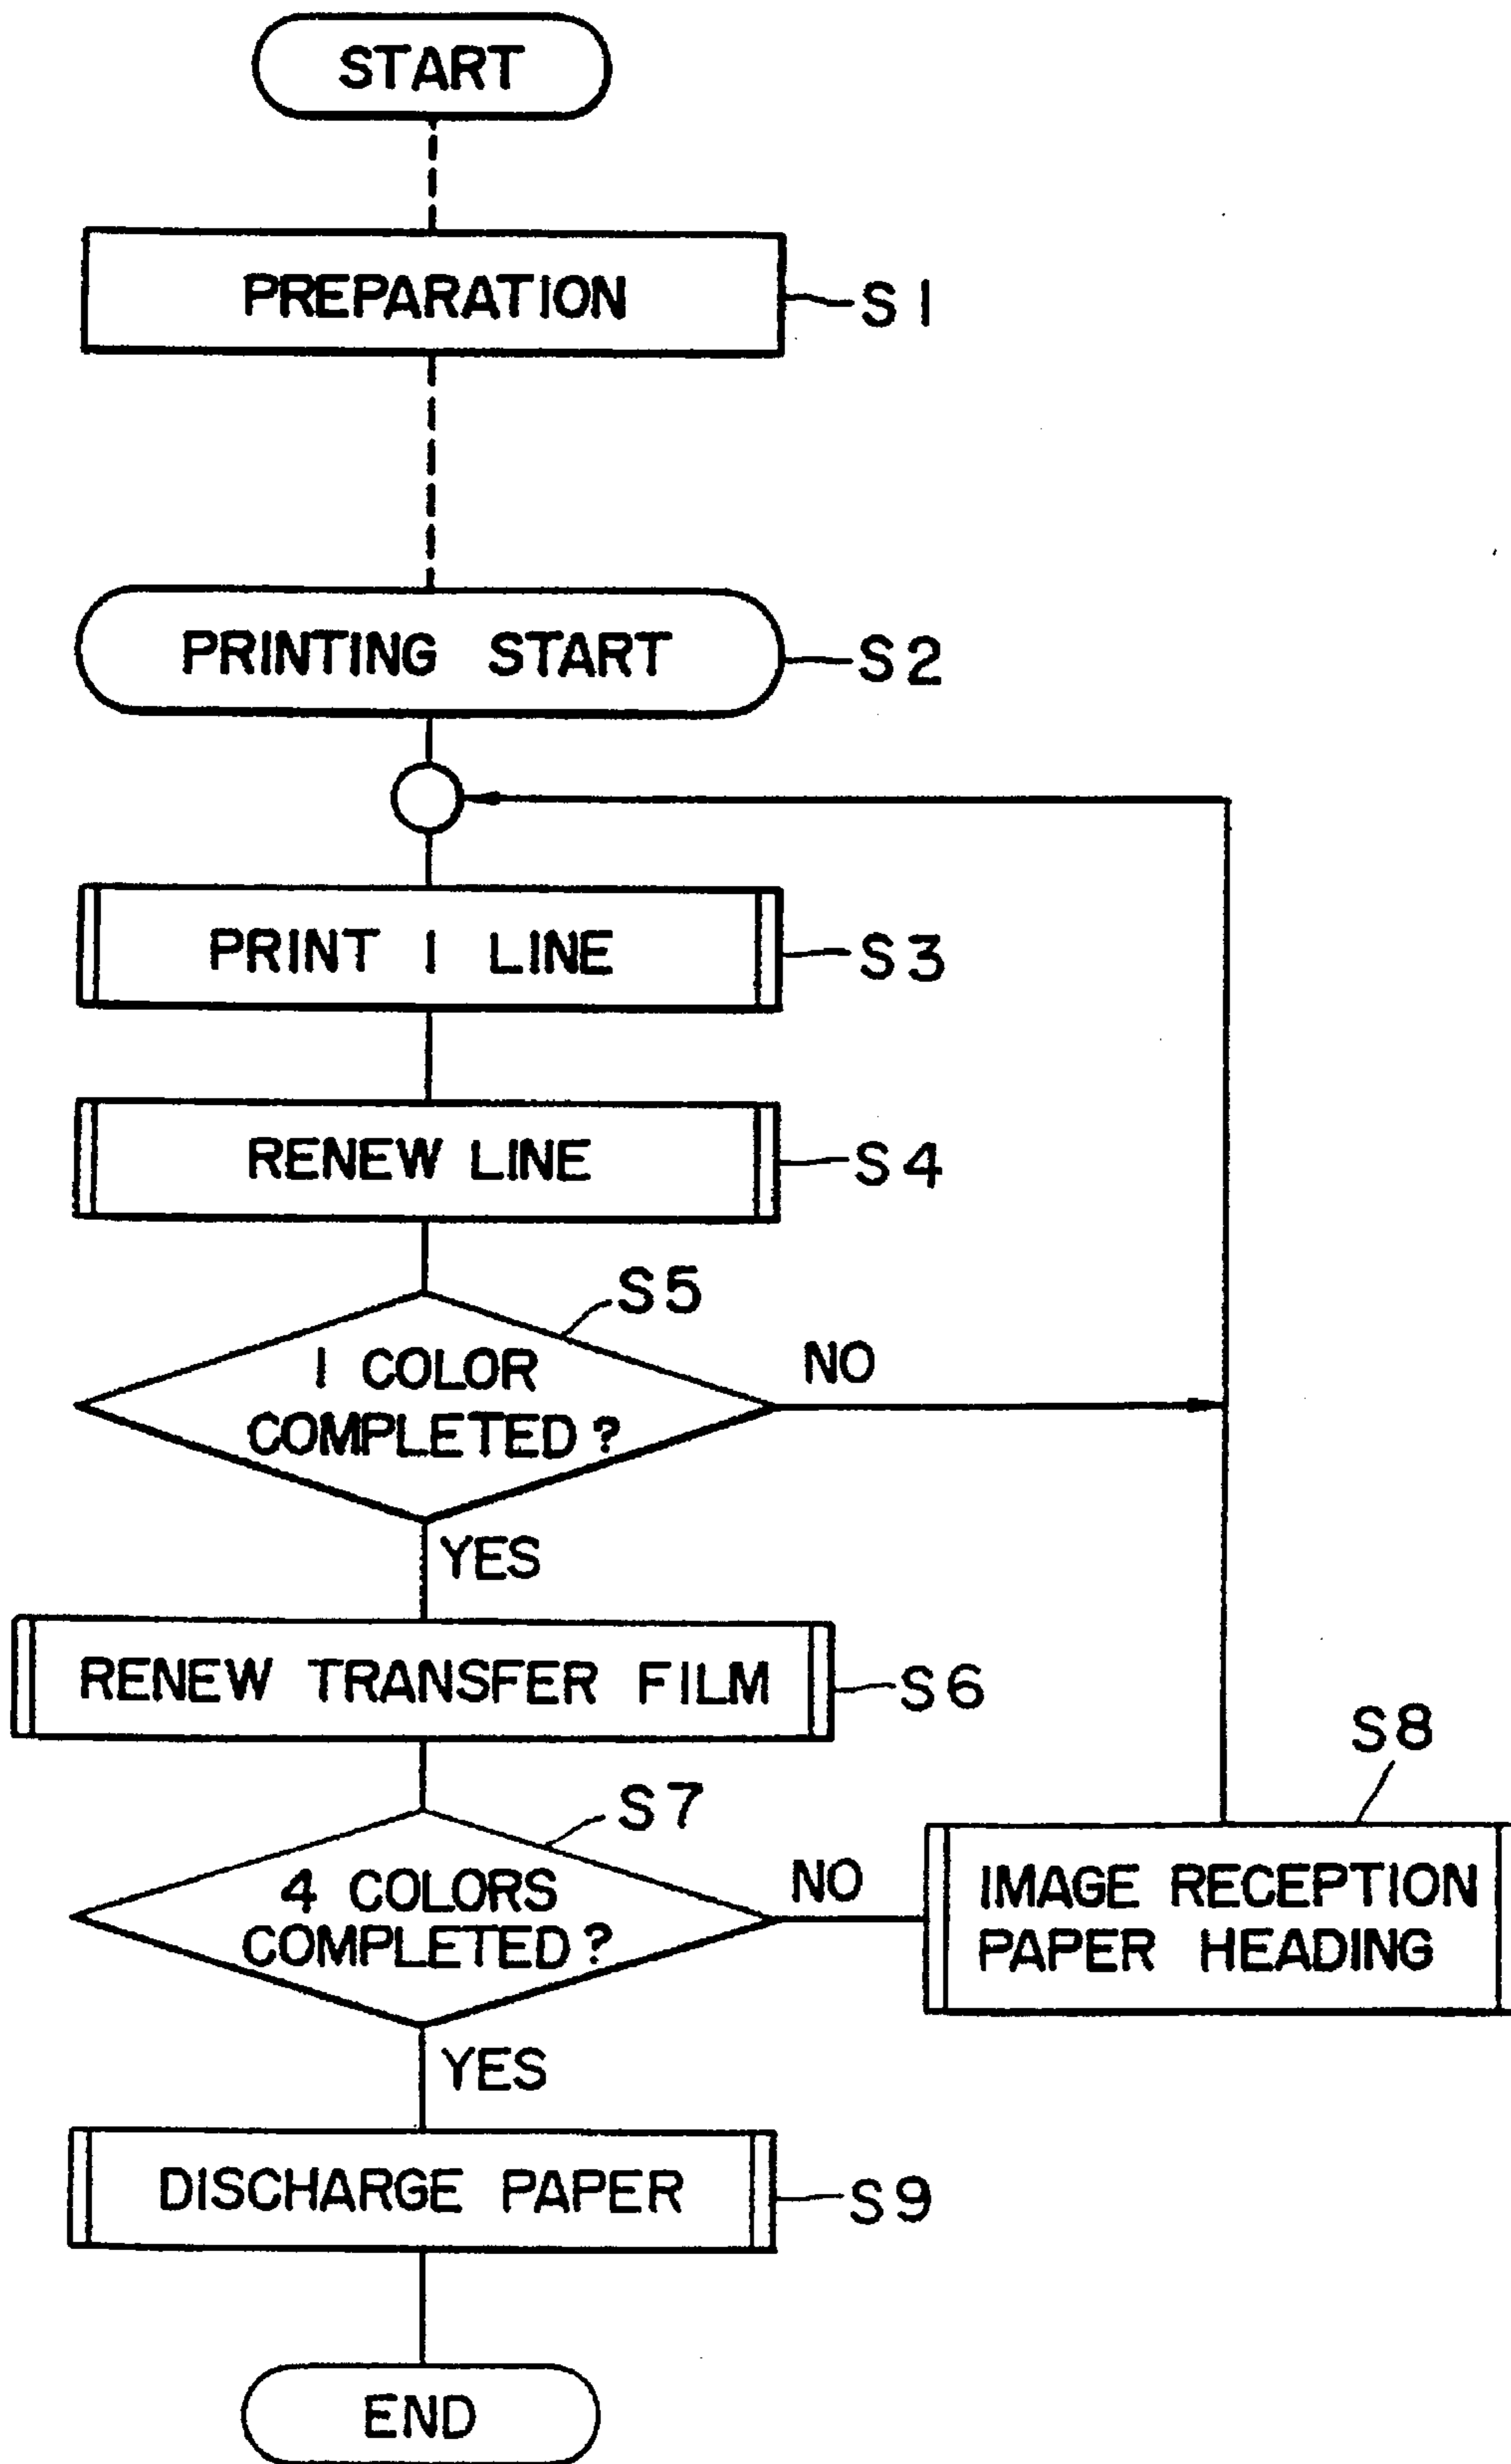 START
PREPARATION
S1
PRINTING START
S2
PRINT 1 LINE
S3
RENEW LINE
S4
S5
1 COLOR
COMPLETED?
NO
YES
RENEW TRANSFER FILM
S6
S7
4 COLORS
COMPLETED?
NO
S8
IMAGE RECEPTION
PAPER HEADING
YES
DISCHARGE PAPER
S9
END